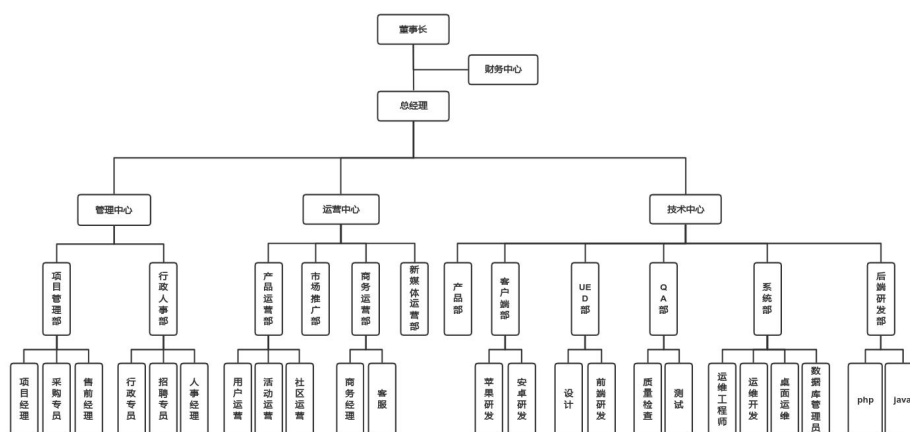 董事长
财务中心
总经理
管理中心
运营中心
技术中心
项目管理部
行政人事部
产品运营部
市场推广部
商务运营部
新媒体运营部
产品部
客户端部
UED部
QA部
系统部
后端研发部
项目经理
采购专员
售前经理
行政专员
招聘专员
人事经理
用户运营
活动运营
社区运营
商务经理
客服
苹果研发
安卓研发
设计
前端研发
质量检查
测试
运维工程师
运维开发
桌面运维
数据库管理员
php
java